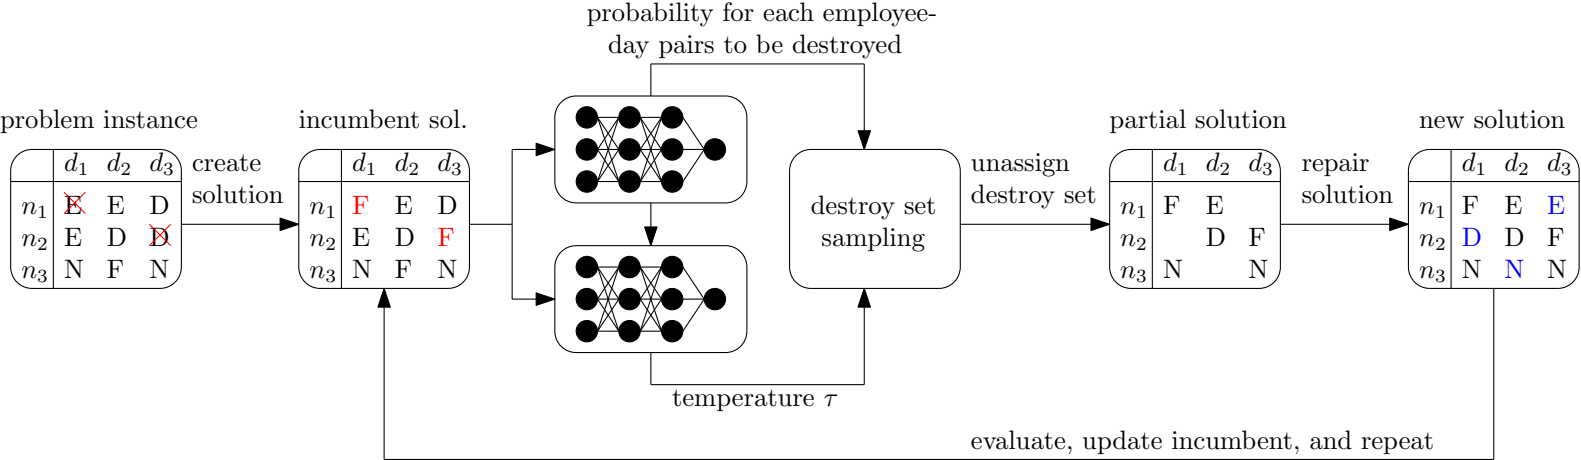 probability for each employee-
day pairs to be destroyed
problem instance
d1 d2 d3
n1 E E D
n2 E D D
n3 N F N
create
solution
incumbent sol.
d1 d2 d3
n1 F E D
n2 E D F
n3 N F N
destroy set
sampling
temperature τ
unassign
destroy set
partial solution
d1 d2 d3
n1 F E
n2 D F
n3 N N
repair
solution
new solution
d1 d2 d3
n1 F E E
n2 D D F
n3 N N N
evaluate, update incumbent, and repeat